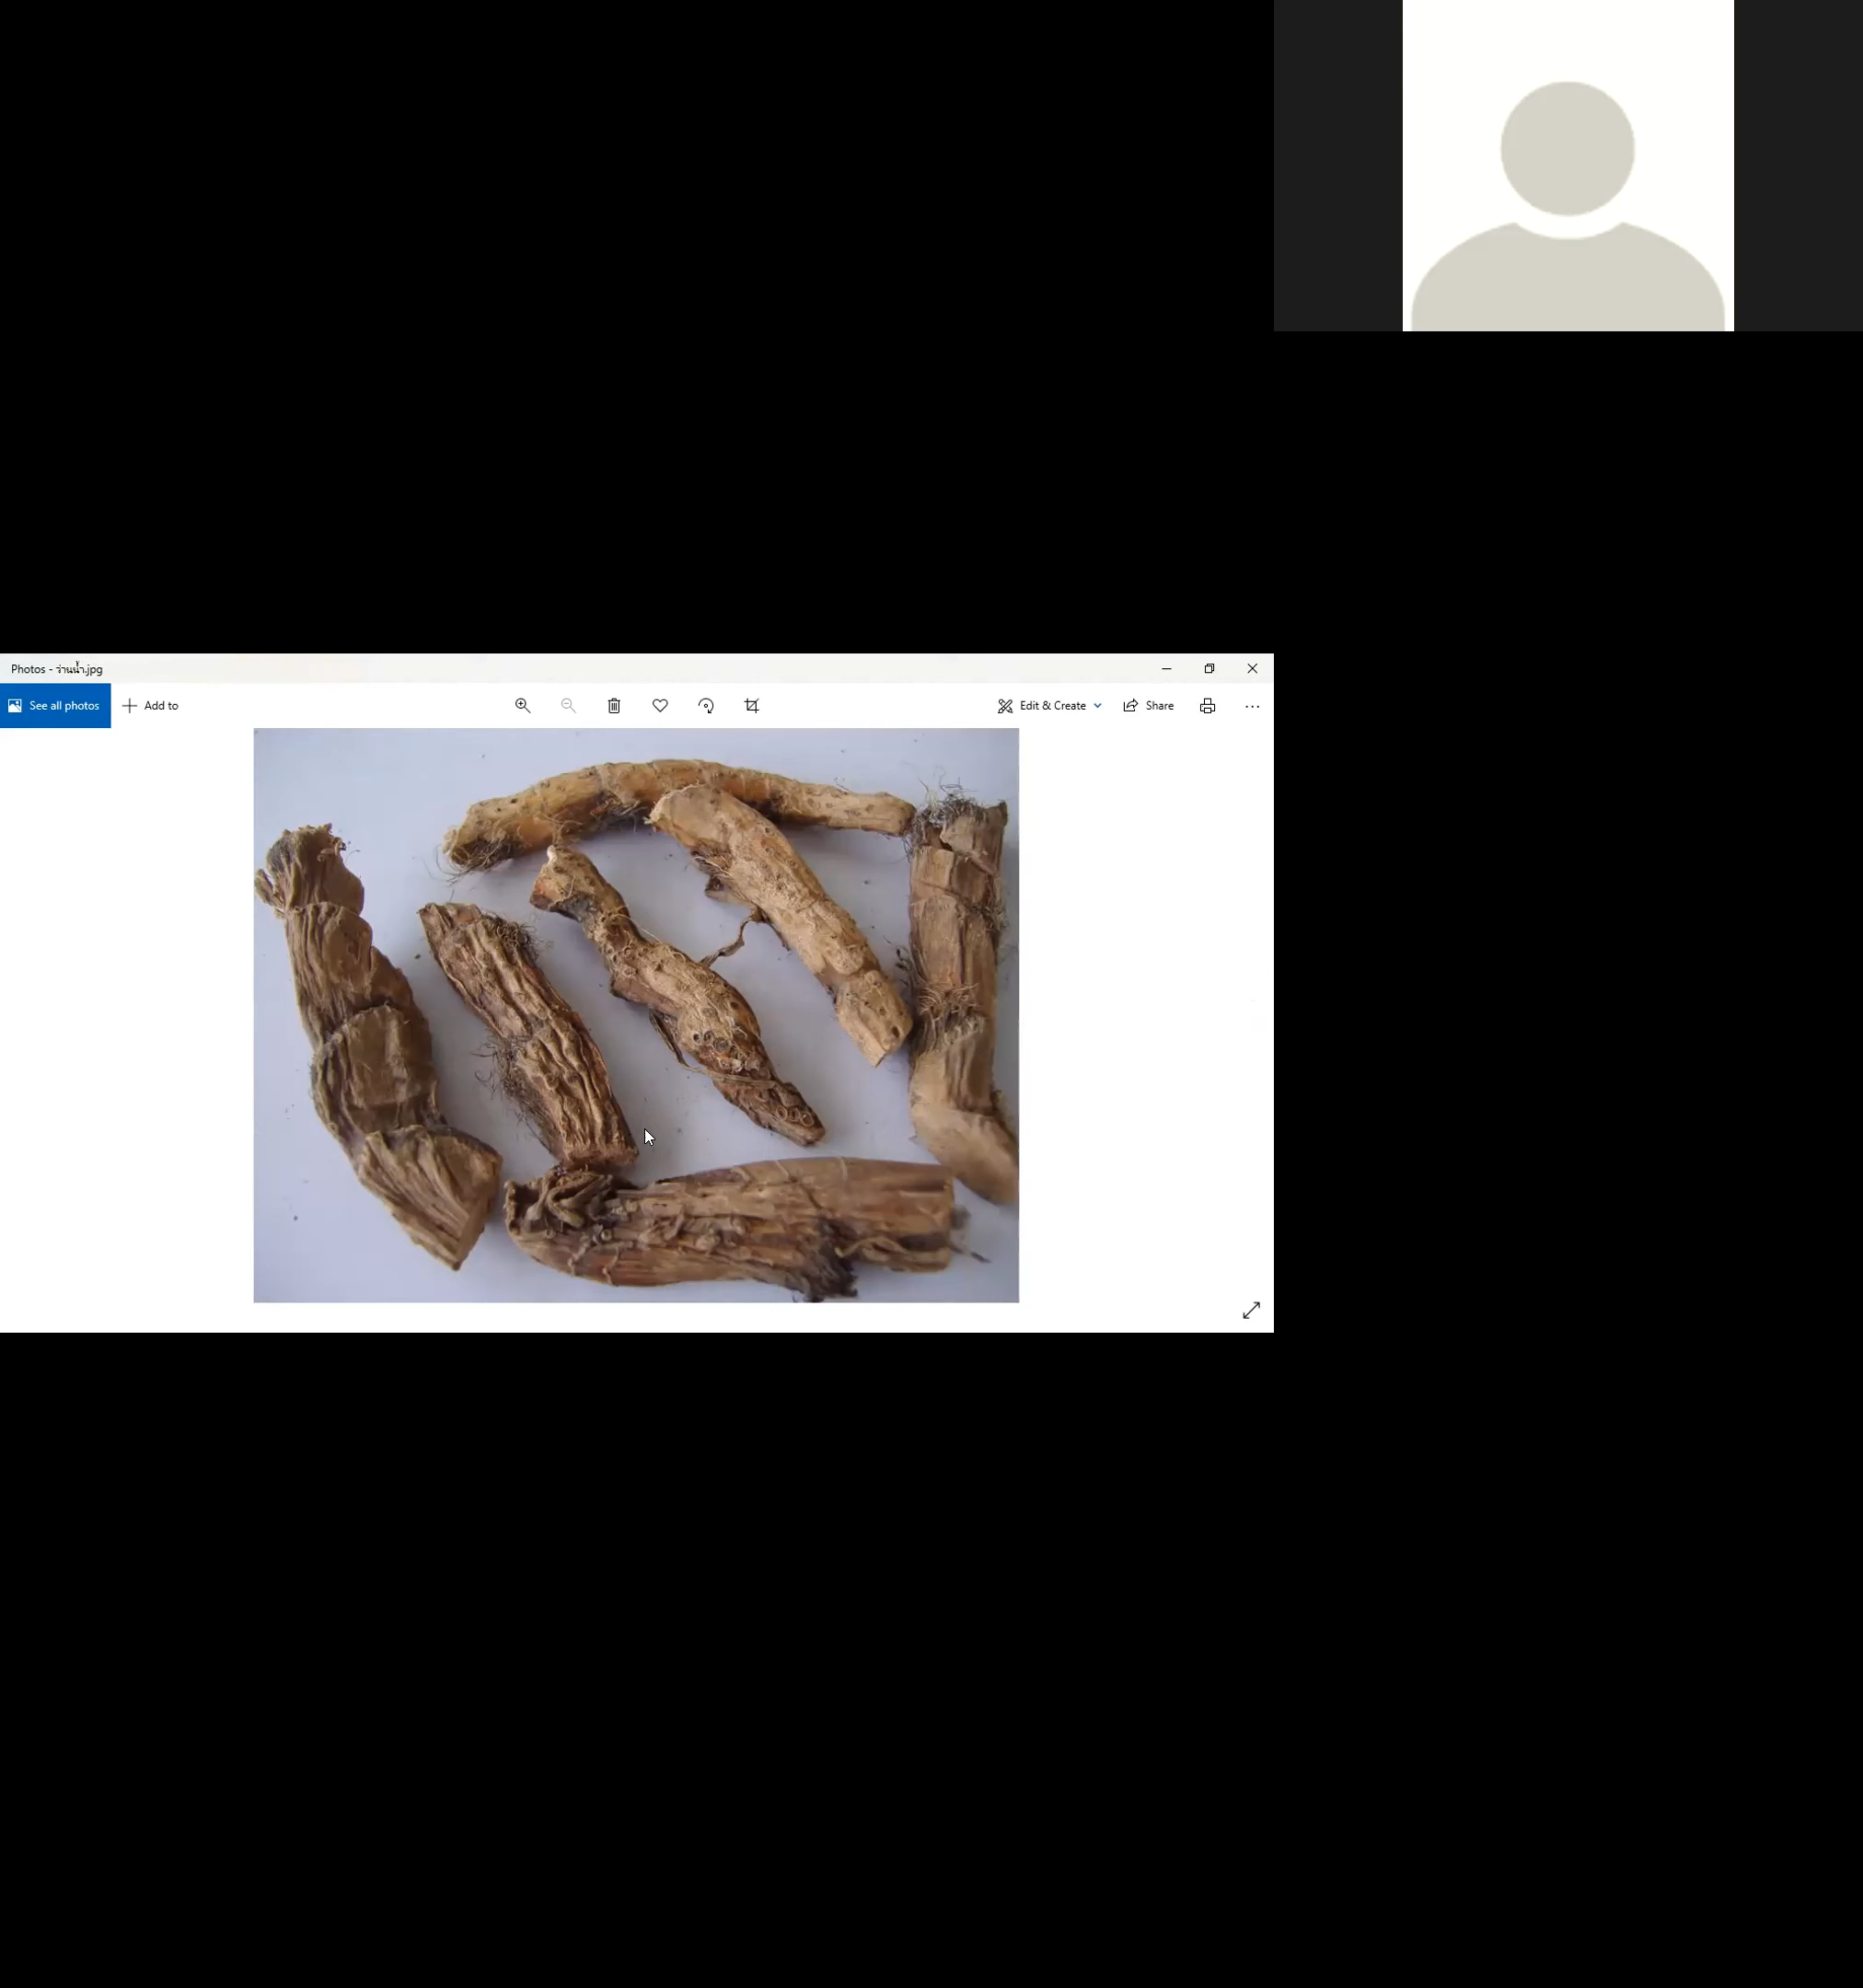 Photos - ว่านน้ำ.jpg
See all photos
Add to
Edit & Create
Share